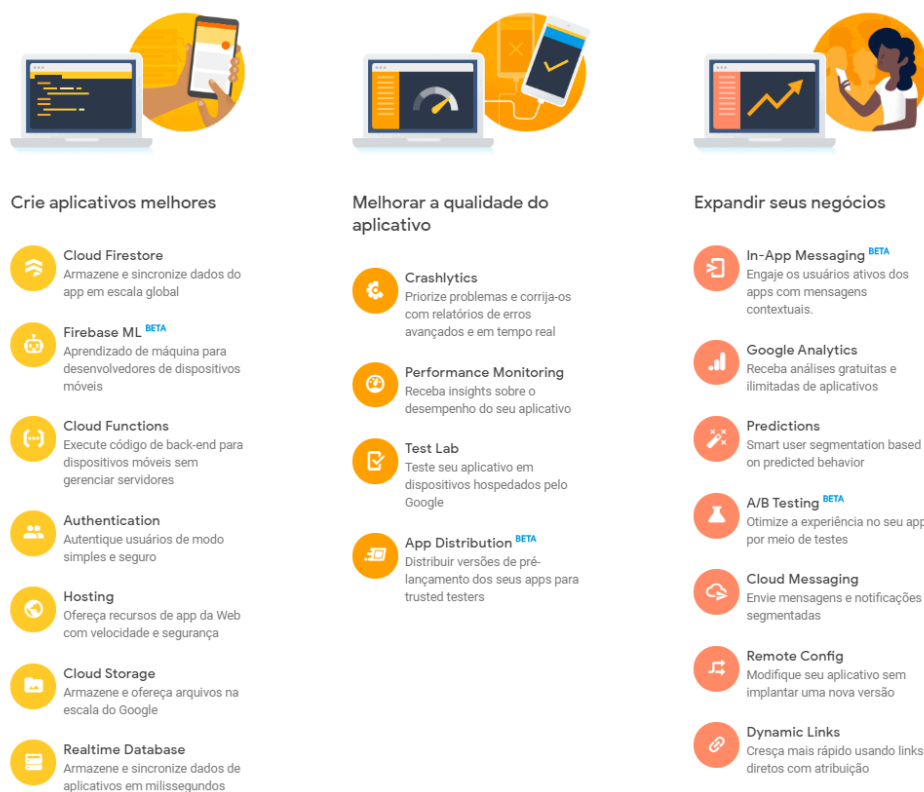 Crie aplicativos melhores
Cloud Firestore
Armazene e sincronize dados do
app em escala global
Firebase ML BETA
Aprendizado de máquina para
desenvolvedores de dispositivos
móveis
Cloud Functions
Execute código de back-end para
dispositivos móveis sem
gerenciar servidores
Authentication
Autentique usuários de modo
simples e seguro
Hosting
Ofereça recursos de app da Web
com velocidade e segurança
Cloud Storage
Armazene e ofereça arquivos na
escala do Google
Realtime Database
Armazene e sincronize dados de
aplicativos em milissegundos
Melhorar a qualidade do
aplicativo
Crashlytics
Priorize problemas e corrija-os
com relatórios de erros
avançados e em tempo real
Performance Monitoring
Receba insights sobre o
desempenho do seu aplicativo
Test Lab
Teste seu aplicativo em
dispositivos hospedados pelo
Google
App Distribution BETA
Distribuir versões de pré-
lançamento dos seus apps para
trusted testers
Expandir seus negócios
In-App Messaging BETA
Engaje os usuários ativos dos
apps com mensagens
contextuais.
Google Analytics
Receba análises gratuitas e
ilimitadas de aplicativos
Predictions
Smart user segmentation based
on predicted behavior
A/B Testing BETA
Otimize a experiência no seu app
por meio de testes
Cloud Messaging
Envie mensagens e notificações
segmentadas
Remote Config
Modifique seu aplicativo sem
implantar uma nova versão
Dynamic Links
Cresça mais rápido usando links
diretos com atribuição